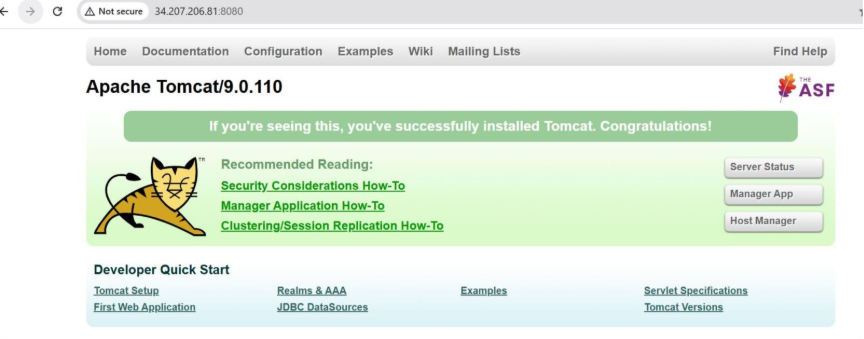 Not secure 34.207.206.81:8080
Home Documentation Configuration Examples Wiki Mailing Lists Find Help
Apache Tomcat/9.0.110
THE
ASF
If you're seeing this, you've successfully installed Tomcat. Congratulations!
TM
Recommended Reading:
Security Considerations How-To
Manager Application How-To
Clustering/Session Replication How-To
Server Status
Manager App
Host Manager
Developer Quick Start
Tomcat Setup
First Web Application
Realms & AAA
JDBC DataSources
Examples
Servlet Specifications
Tomcat Versions